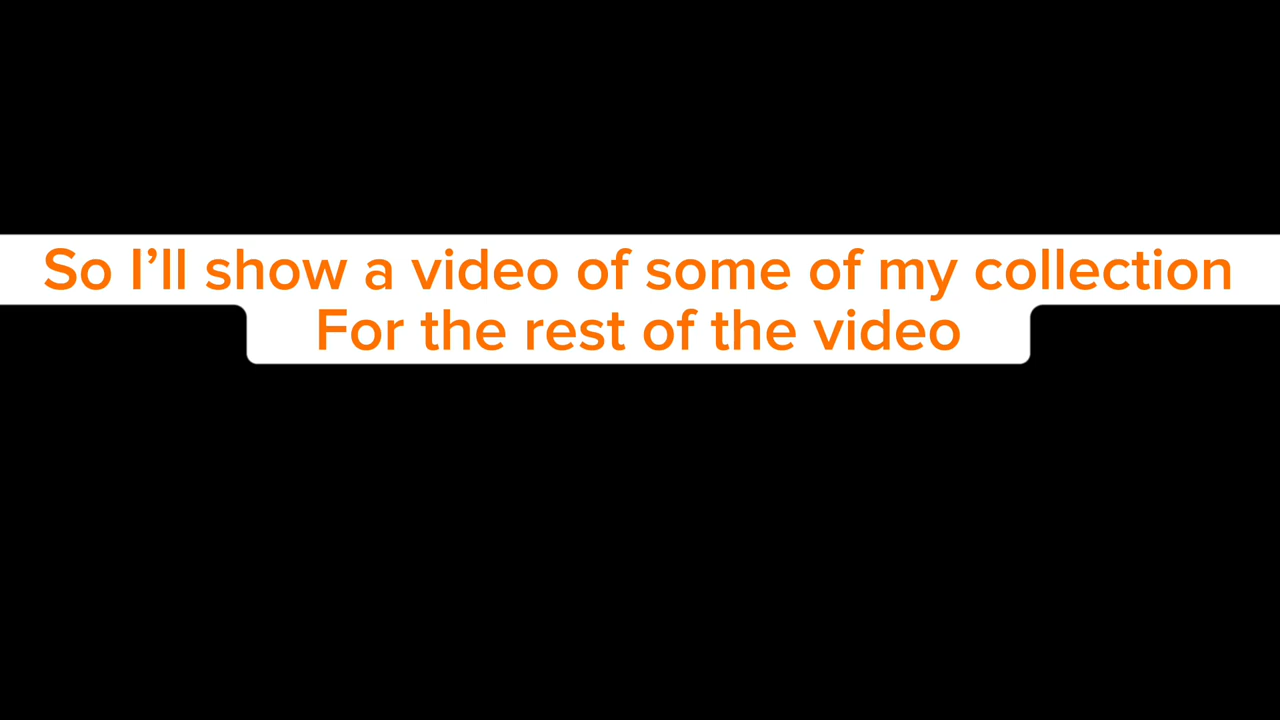 So I’ll show a video of some of my collection
For the rest of the video